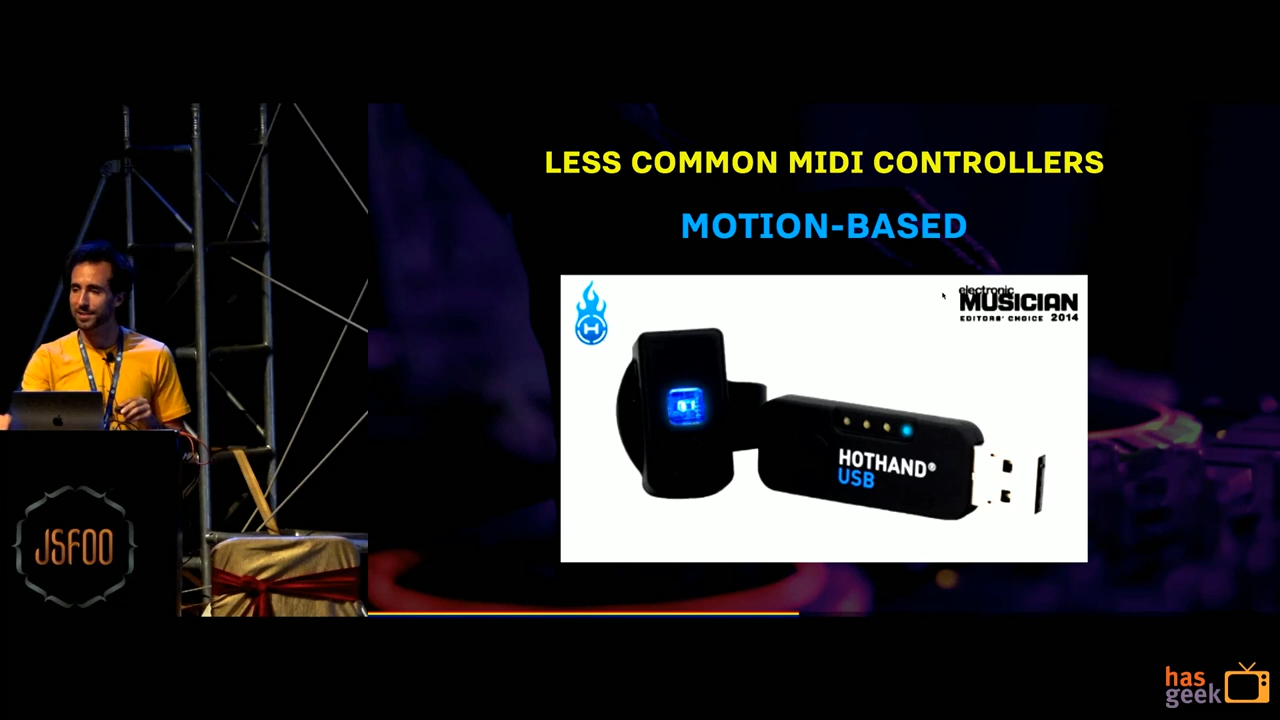 LESS COMMON MIDI CONTROLLERS
MOTION-BASED
electronic
MUSICIAN
EDITORS' CHOICE 2014
H
HOTHAND®
USB
JSFOO
has
geek